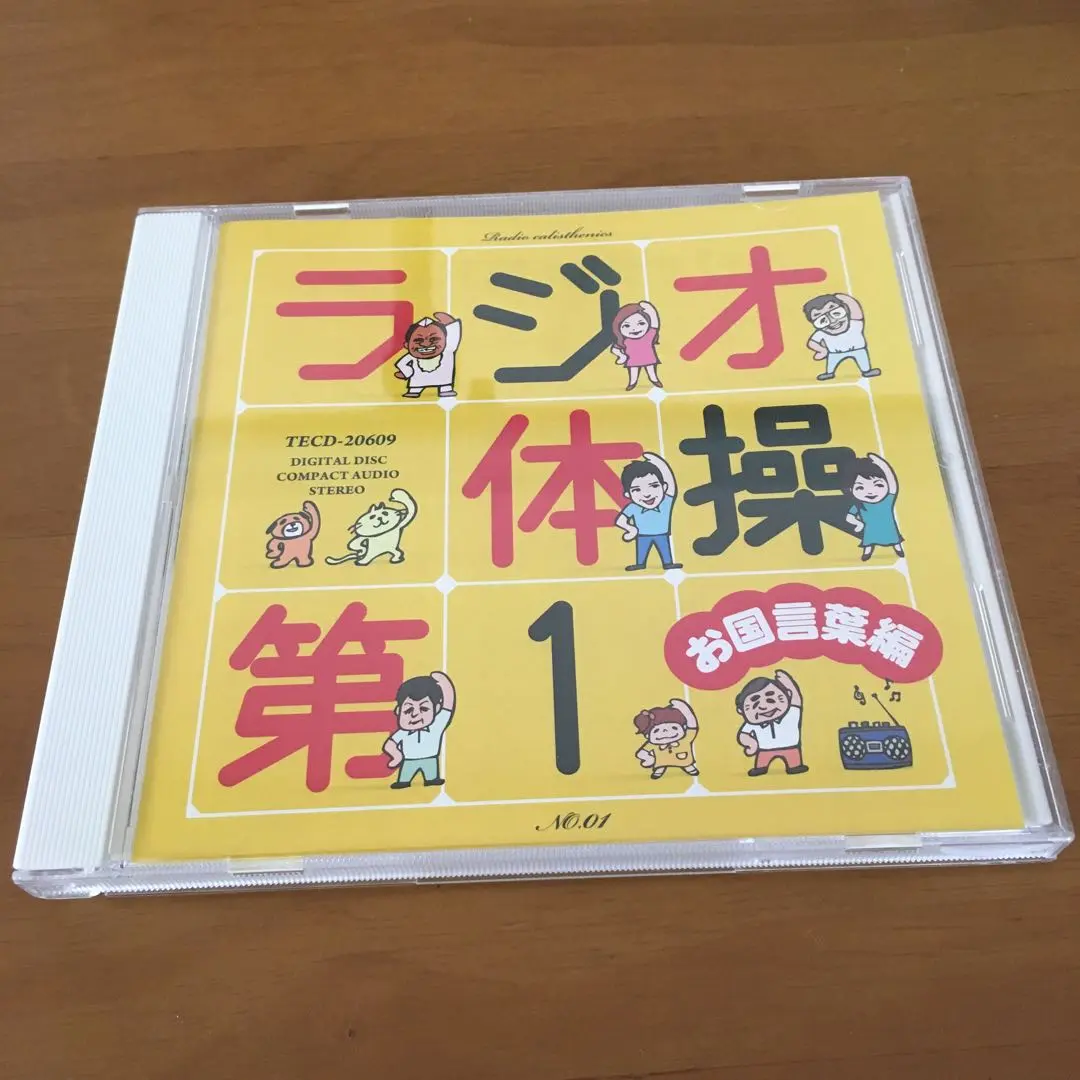 Radio calisthenics
ラジオ
TECD-20609
DIGITAL DISC
COMPACT AUDIO
STEREO
体操
第1
お国言葉編
NO.01